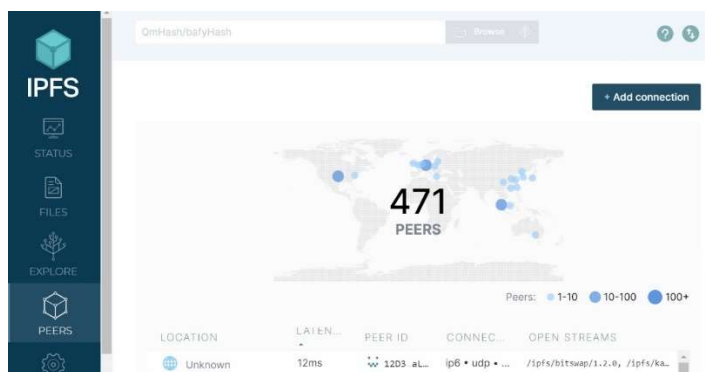 QmHash/bafyHash
Browse
IPFS
STATUS
FILES
EXPLORE
PEERS
+ Add connection
471
PEERS
Peers: 1-10 10-100 100+
LOCATION LATEN... PEER ID CONNEC... OPEN STREAMS
Unknown 12ms 12D3 aL... ip6 • udp • ... /ipfs/bitswap/1.2.0, /ipfs/ka...